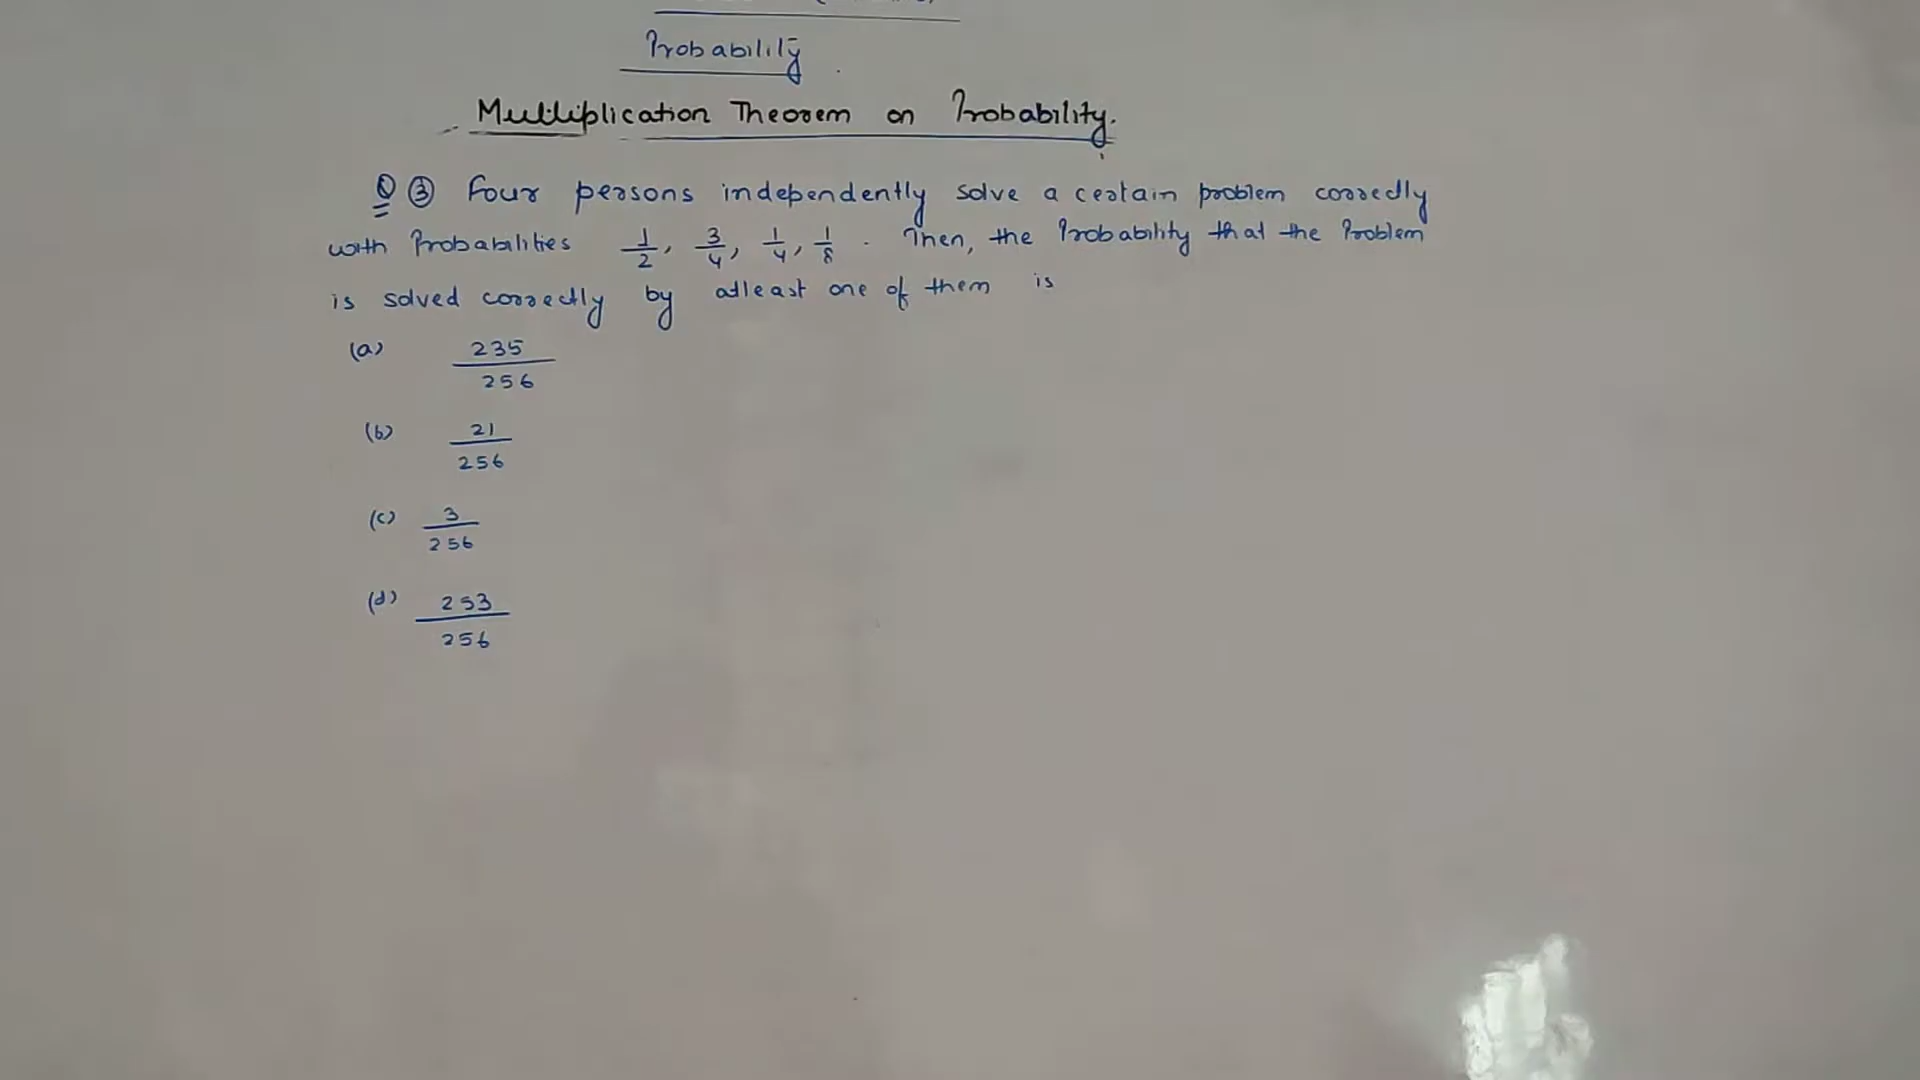 Probability
Multiplication Theorem on Probability.
Q ③ Four persons independently solve a certain problem correctly
with Probabilities 1/2, 3/4, 1/4, 1/8 . Then, the Probability that the Problem
is solved correctly by atleast one of them is
(a) 235/256
(b) 21/256
(c) 3/256
(d) 253/256